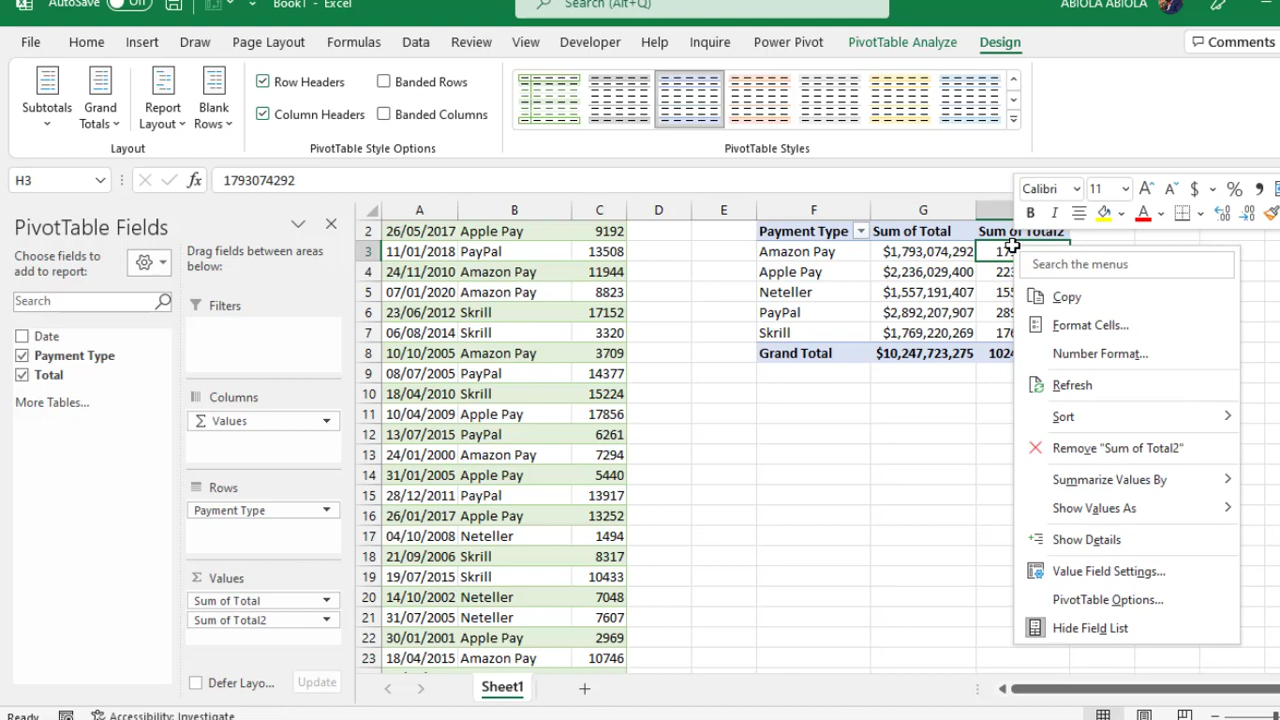 AutoSave Off Book1 - Excel Search (Alt+Q) ABIOLA ABIOLA
File Home Insert Draw Page Layout Formulas Data Review View Developer Help Inquire Power Pivot PivotTable Analyze Design Comments
Subtotals Grand Totals Report Layout Blank Rows
Row Headers Banded Rows
Column Headers Banded Columns
Layout PivotTable Style Options PivotTable Styles
H3 fx 1793074292
Calibri 11 $ % 9
B I A
PivotTable Fields
Choose fields to add to report:
Search
Date
Payment Type
Total
More Tables...
Drag fields between areas below:
Filters
Columns
Σ Values
Rows
Payment Type
Σ Values
Sum of Total
Sum of Total2
Defer Layo... Update
A B C D E F G
2 26/05/2017 Apple Pay 9192 Payment Type Sum of Total Sum of Total2
3 11/01/2018 PayPal 13508 Amazon Pay $1,793,074,292 179
4 24/11/2010 Amazon Pay 11944 Apple Pay $2,236,029,400 223
5 07/01/2020 Amazon Pay 8823 Neteller $1,557,191,407 155
6 23/06/2012 Skrill 17152 PayPal $2,892,207,907 289
7 06/08/2014 Skrill 3320 Skrill $1,769,220,269 176
8 10/10/2005 Amazon Pay 3709 Grand Total $10,247,723,275 1024
9 08/07/2005 PayPal 14377
10 18/04/2010 Skrill 15224
11 10/04/2009 Apple Pay 17856
12 13/07/2015 PayPal 6261
13 24/01/2000 Amazon Pay 7294
14 31/01/2005 Apple Pay 5440
15 28/12/2011 PayPal 13917
16 26/01/2017 Apple Pay 13252
17 04/10/2008 Neteller 1494
18 21/09/2006 Skrill 8317
19 19/07/2015 Skrill 10433
20 14/10/2002 Neteller 7048
21 31/07/2005 Neteller 7607
22 30/01/2001 Apple Pay 2969
23 18/04/2015 Amazon Pay 10746
Search the menus
Copy
Format Cells...
Number Format...
Refresh
Sort
Remove "Sum of Total2"
Summarize Values By
Show Values As
Show Details
Value Field Settings...
PivotTable Options...
Hide Field List
Sheet1
Ready Accessibility: Investigate